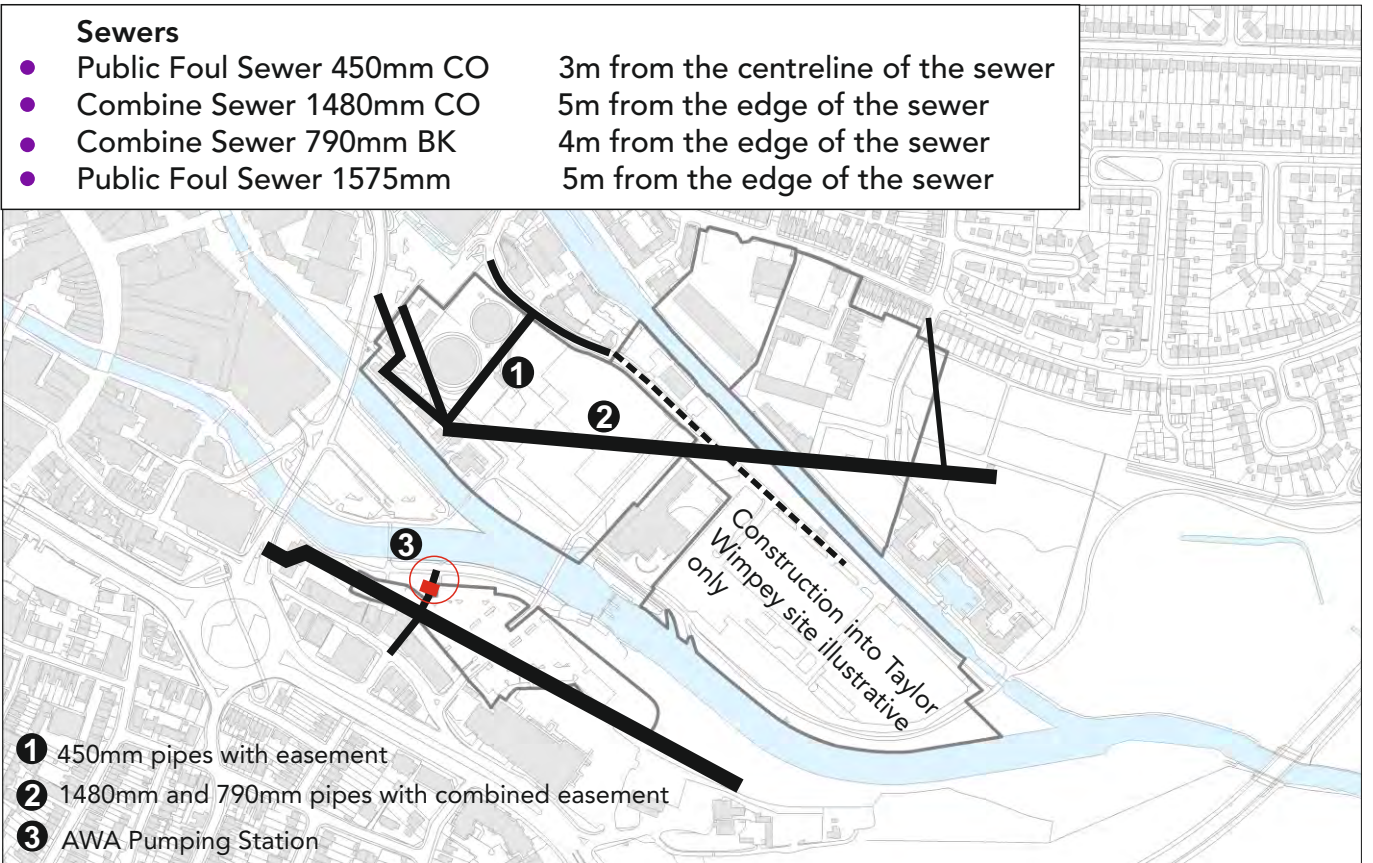 Sewers
• Public Foul Sewer 450mm CO 3m from the centreline of the sewer
• Combine Sewer 1480mm CO 5m from the edge of the sewer
• Combine Sewer 790mm BK 4m from the edge of the sewer
• Public Foul Sewer 1575mm 5m from the edge of the sewer
1
2
3
Construction into Taylor
Wimpey site illustrative
only
1 450mm pipes with easement
2 1480mm and 790mm pipes with combined easement
3 AWA Pumping Station